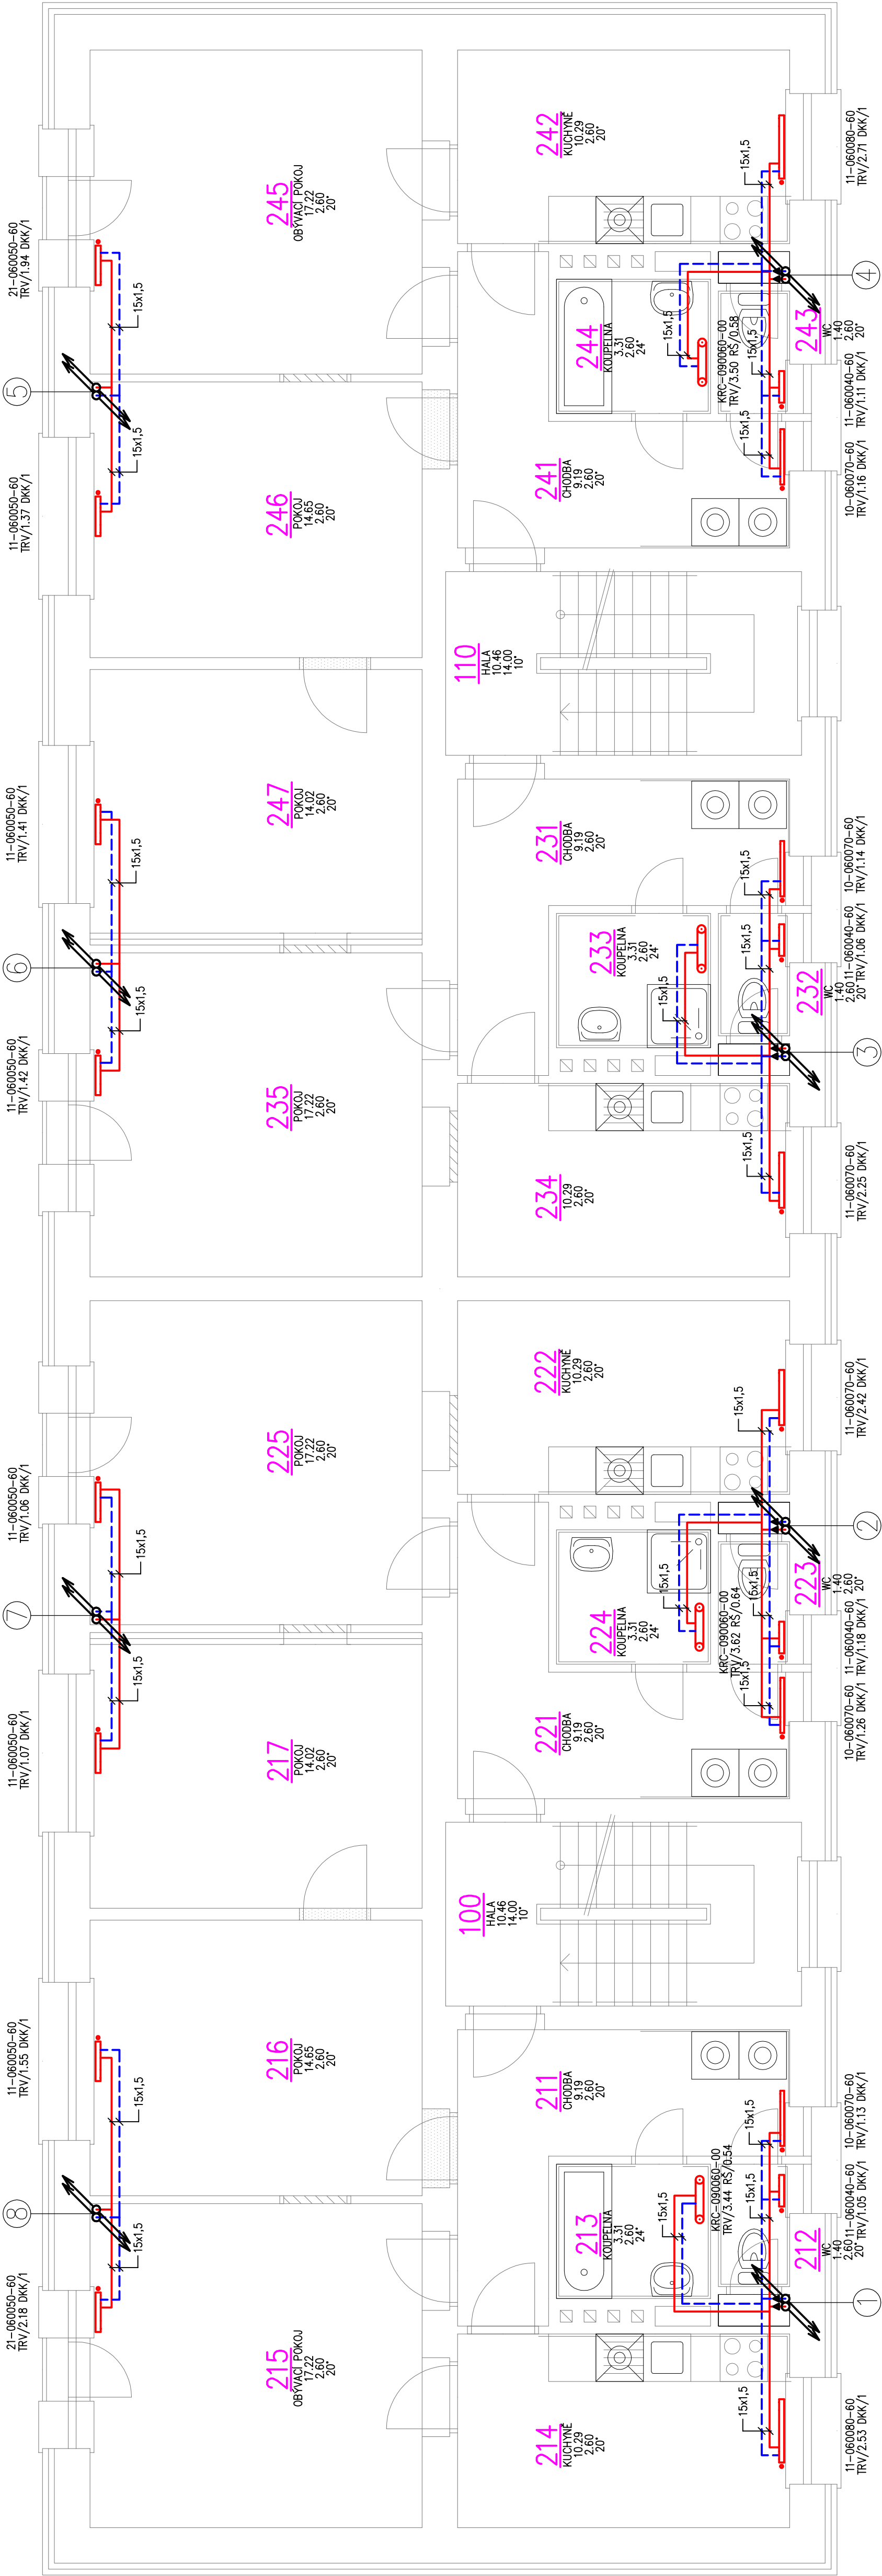 21-060050-60
TRV/1.94 DKK/1
15x1,5
5
15x1,5
11-060050-60
TRV/1.37 DKK/1
245
OBÝVACÍ POKOJ
17.22
2.60
20°
246
POKOJ
14.65
2.60
20°
242
KUCHYNĚ
10.29
2.60
20°
15x1,5
11-060080-60
TRV/2.71 DKK/1
4
244
KOUPELNA
3.31
2.60
24°
15x1,5
KRC-090060-00
TRV/3.50 RŠ/0.58
15x1,5
243
WC
1.40
2.60
20°
11-060040-60
TRV/1.11 DKK/1
15x1,5
10-060070-60
TRV/1.16 DKK/1
241
CHODBA
9.19
2.60
20°
110
HALA
10.46
14.00
10°
11-060050-60
TRV/1.41 DKK/1
15x1,5
6
15x1,5
11-060050-60
TRV/1.42 DKK/1
247
POKOJ
14.02
2.60
20°
235
POKOJ
17.22
2.60
20°
231
CHODBA
9.19
2.60
20°
15x1,5
10-060070-60
TRV/1.14 DKK/1
233
KOUPELNA
3.31
2.60
24°
15x1,5
15x1,5
11-060040-60
TRV/1.06 DKK/1
232
WC
1.40
2.60
20°
3
15x1,5
234
10.29
2.60
20°
11-060070-60
TRV/2.25 DKK/1
225
POKOJ
17.22
2.60
20°
11-060050-60
TRV/1.06 DKK/1
15x1,5
7
15x1,5
11-060050-60
TRV/1.07 DKK/1
217
POKOJ
14.02
2.60
20°
222
KUCHYNĚ
10.29
2.60
20°
15x1,5
11-060070-60
TRV/2.42 DKK/1
2
224
KOUPELNA
3.31
2.60
24°
15x1,5
KRC-090060-00
TRV/3.62 RŠ/0.64
15x1,5
223
WC
1.40
2.60
20°
11-060040-60
TRV/1.18 DKK/1
15x1,5
10-060070-60
TRV/1.26 DKK/1
221
CHODBA
9.19
2.60
20°
100
HALA
10.46
14.00
10°
11-060050-60
TRV/1.55 DKK/1
15x1,5
8
15x1,5
21-060050-60
TRV/2.18 DKK/1
216
POKOJ
14.65
2.60
20°
215
OBÝVACÍ POKOJ
17.22
2.60
20°
211
CHODBA
9.19
2.60
20°
15x1,5
10-060070-60
TRV/1.13 DKK/1
213
KOUPELNA
3.31
2.60
24°
15x1,5
KRC-090060-00
TRV/3.44 RŠ/0.54
15x1,5
11-060040-60
TRV/1.05 DKK/1
212
WC
1.40
2.60
20°
1
15x1,5
214
KUCHYNĚ
10.29
2.60
20°
11-060080-60
TRV/2.53 DKK/1